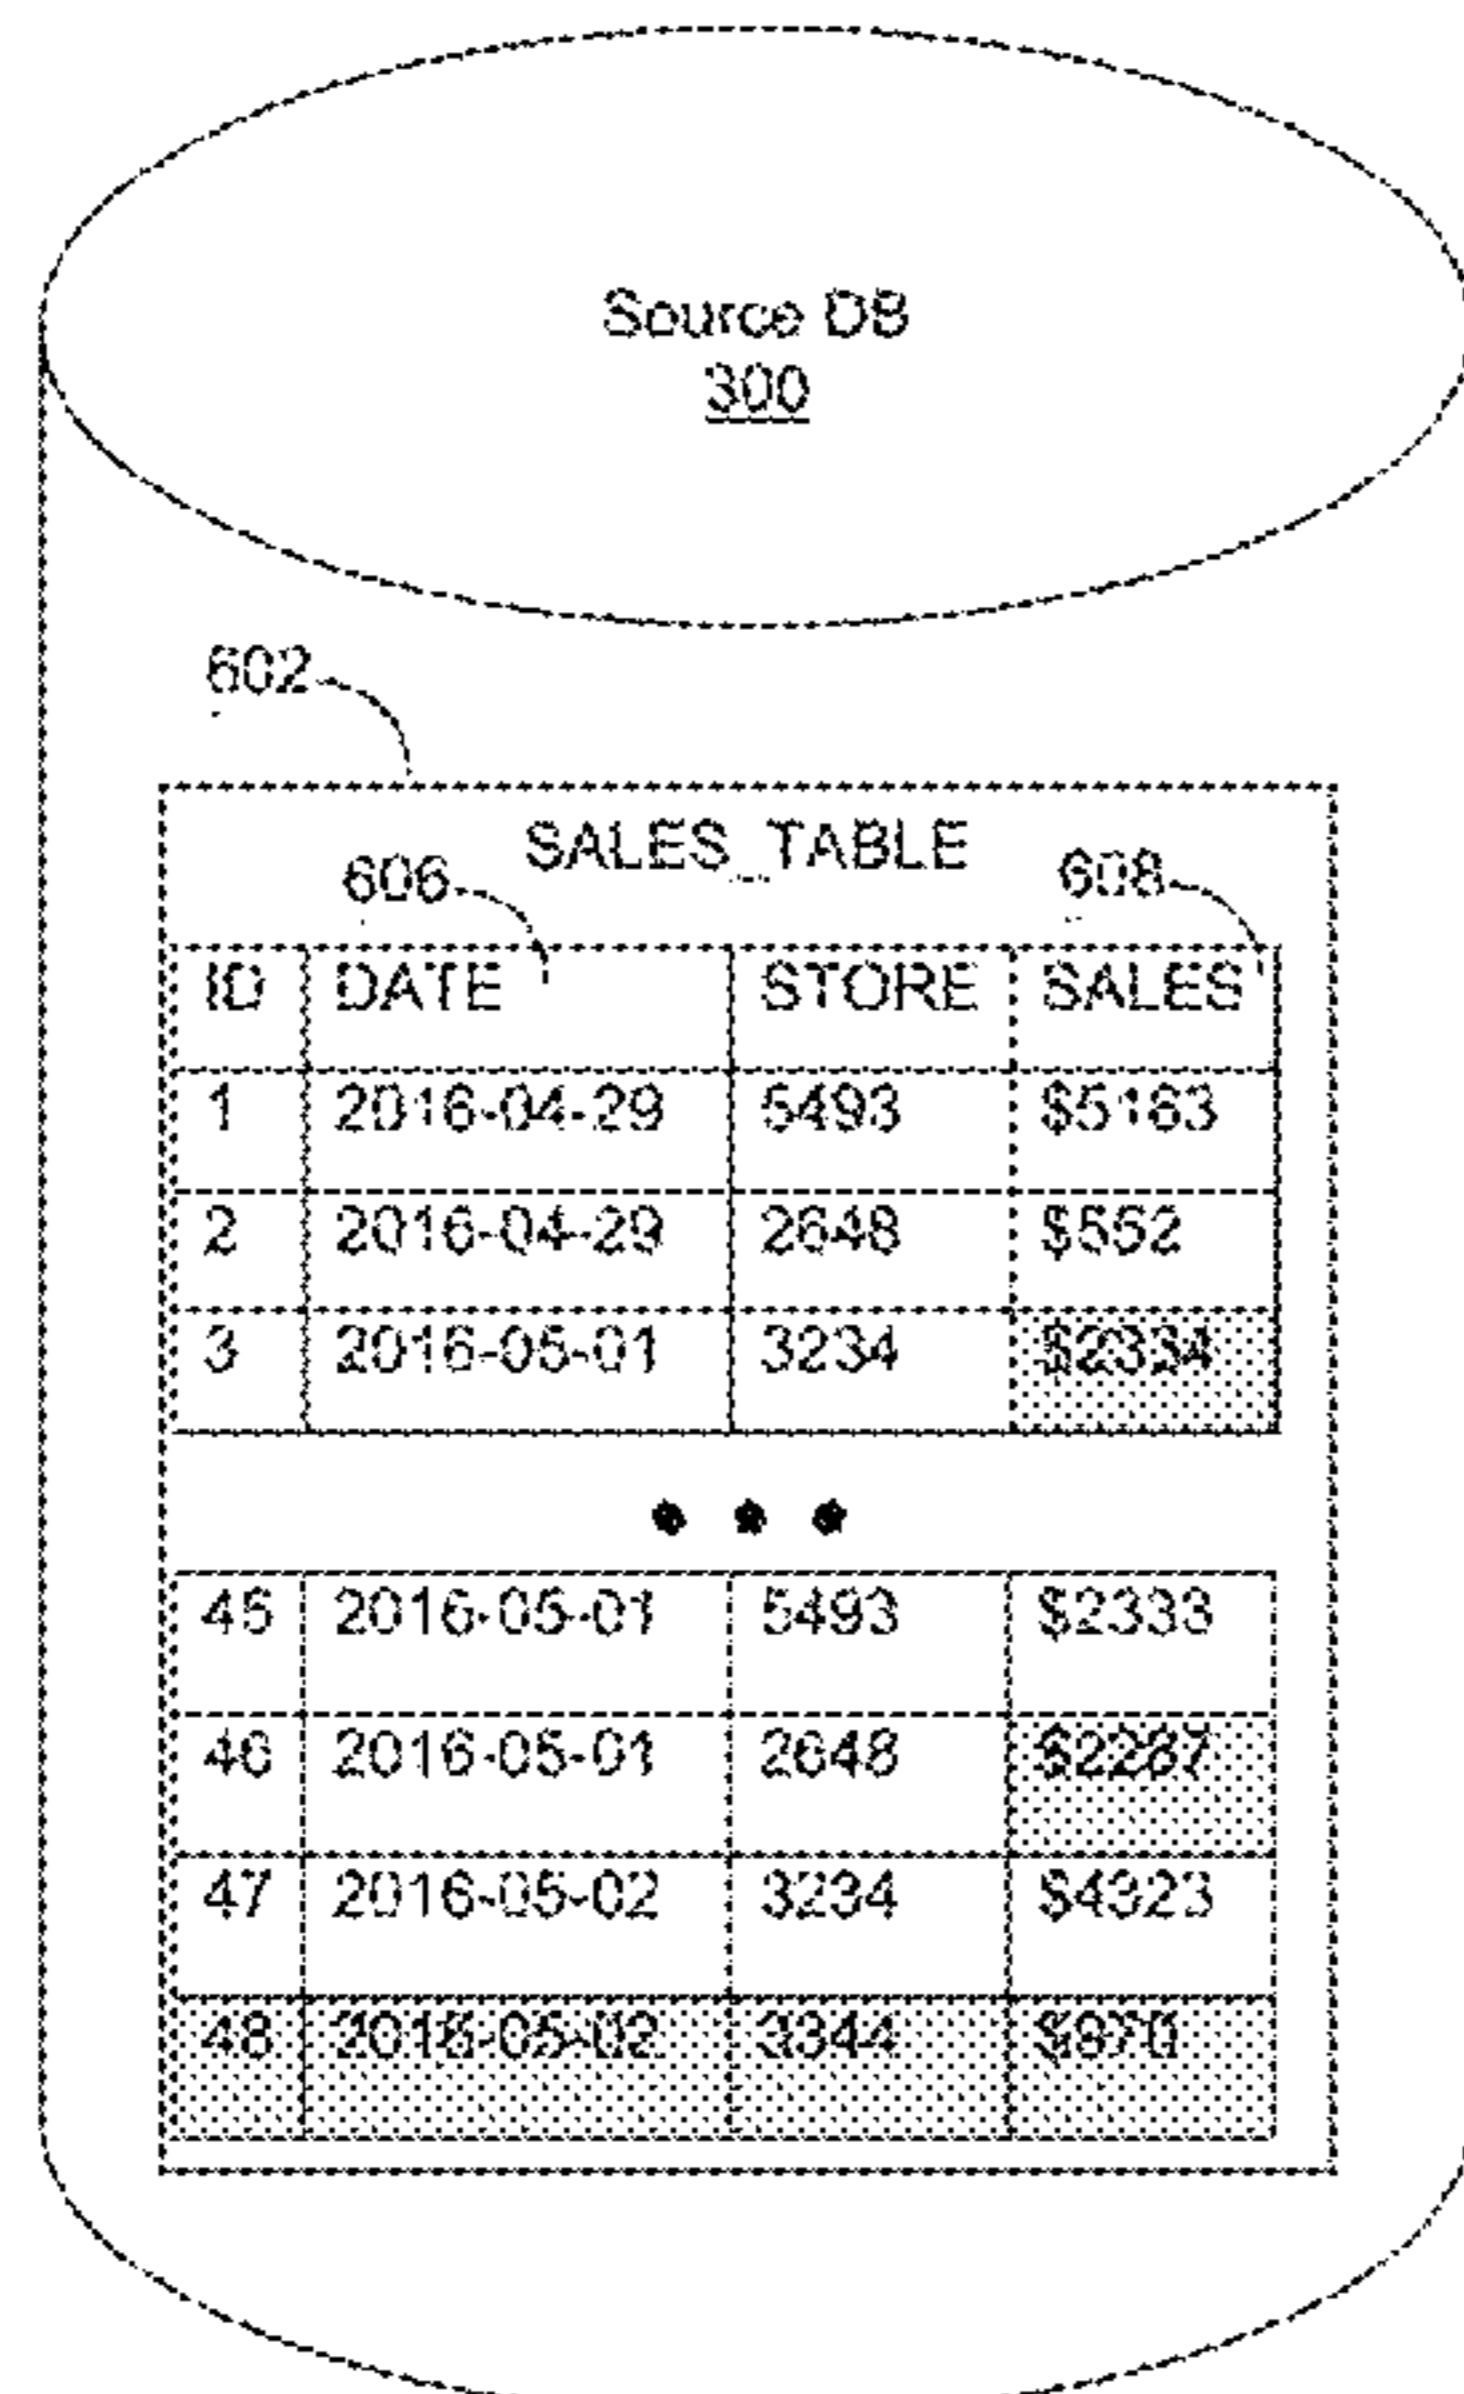 Source DB
300
602
SALES_TABLE
606
608
ID DATE STORE SALES
1 2016-04-29 5493 $5163
2 2016-04-29 2648 $552
3 2016-05-01 3234 $2334
45 2016-05-01 5493 $2333
46 2016-05-01 2648
47 2016-05-02 3234 $4323
48 2016-05-02 3344